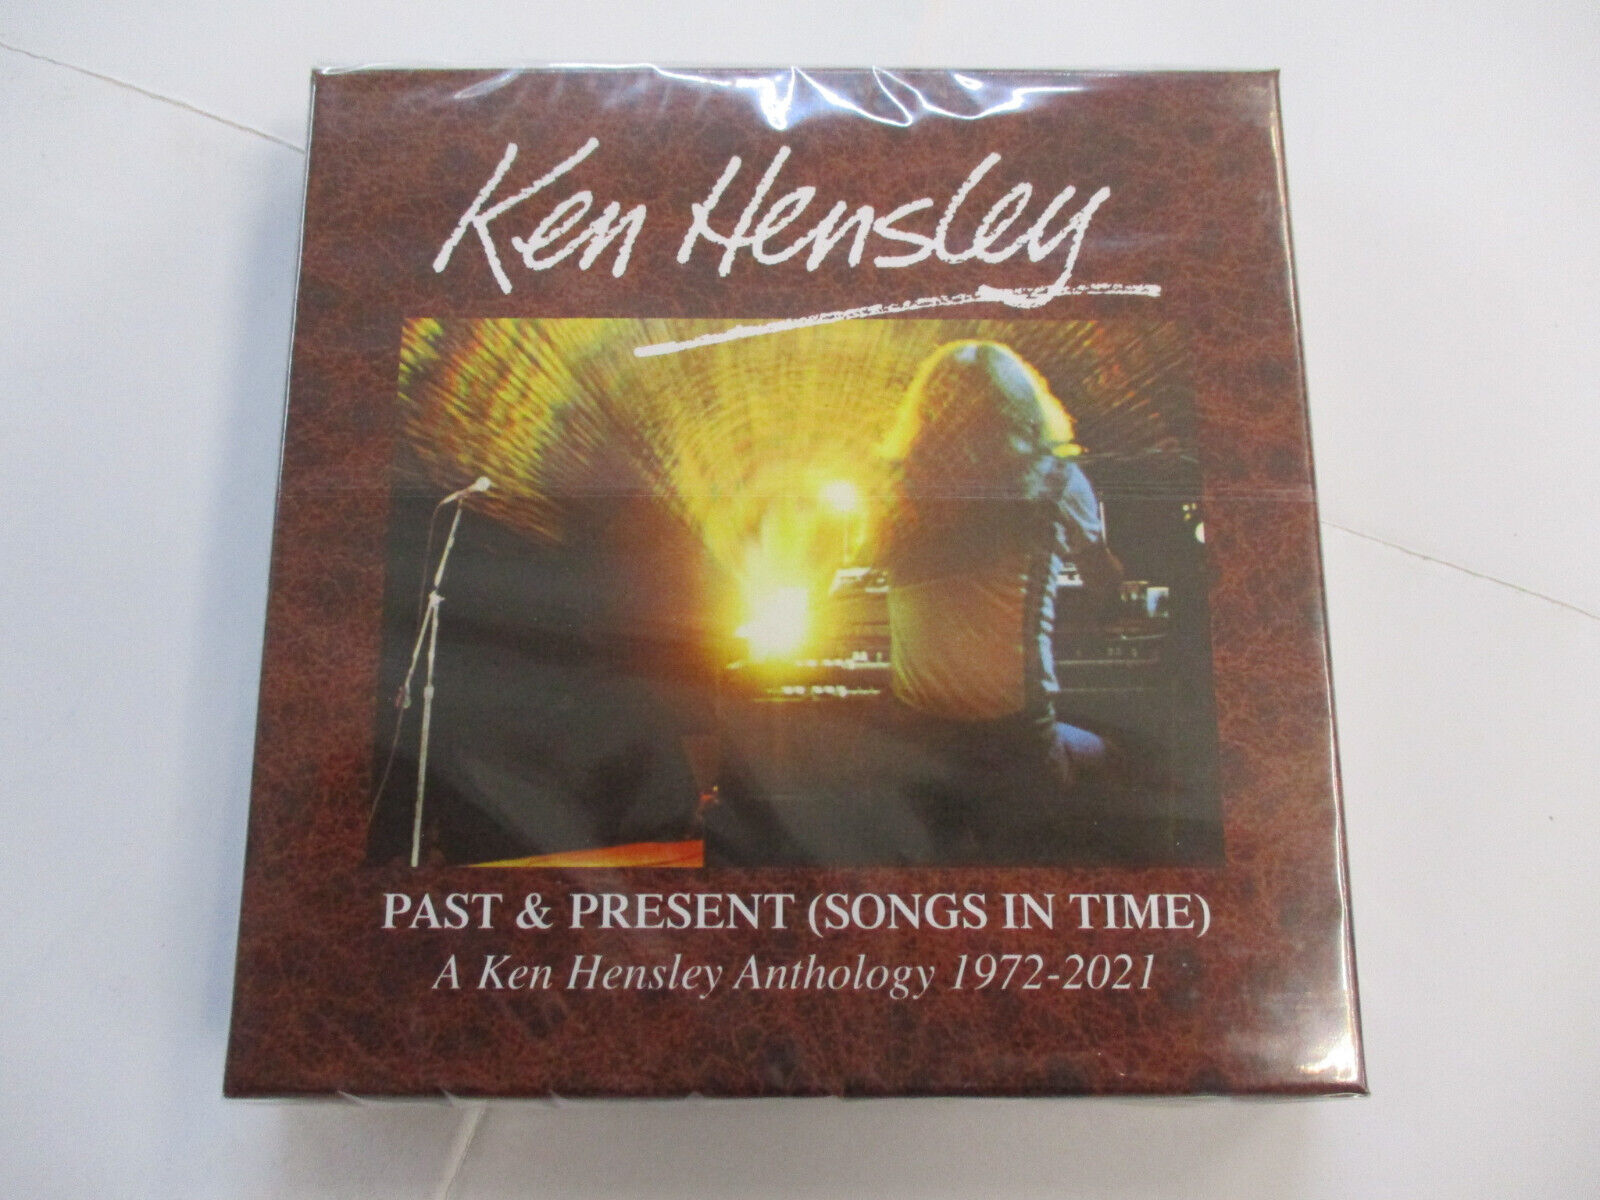 Ken Hensley
PAST & PRESENT (SONGS IN TIME)
A Ken Hensley Anthology 1972-2021